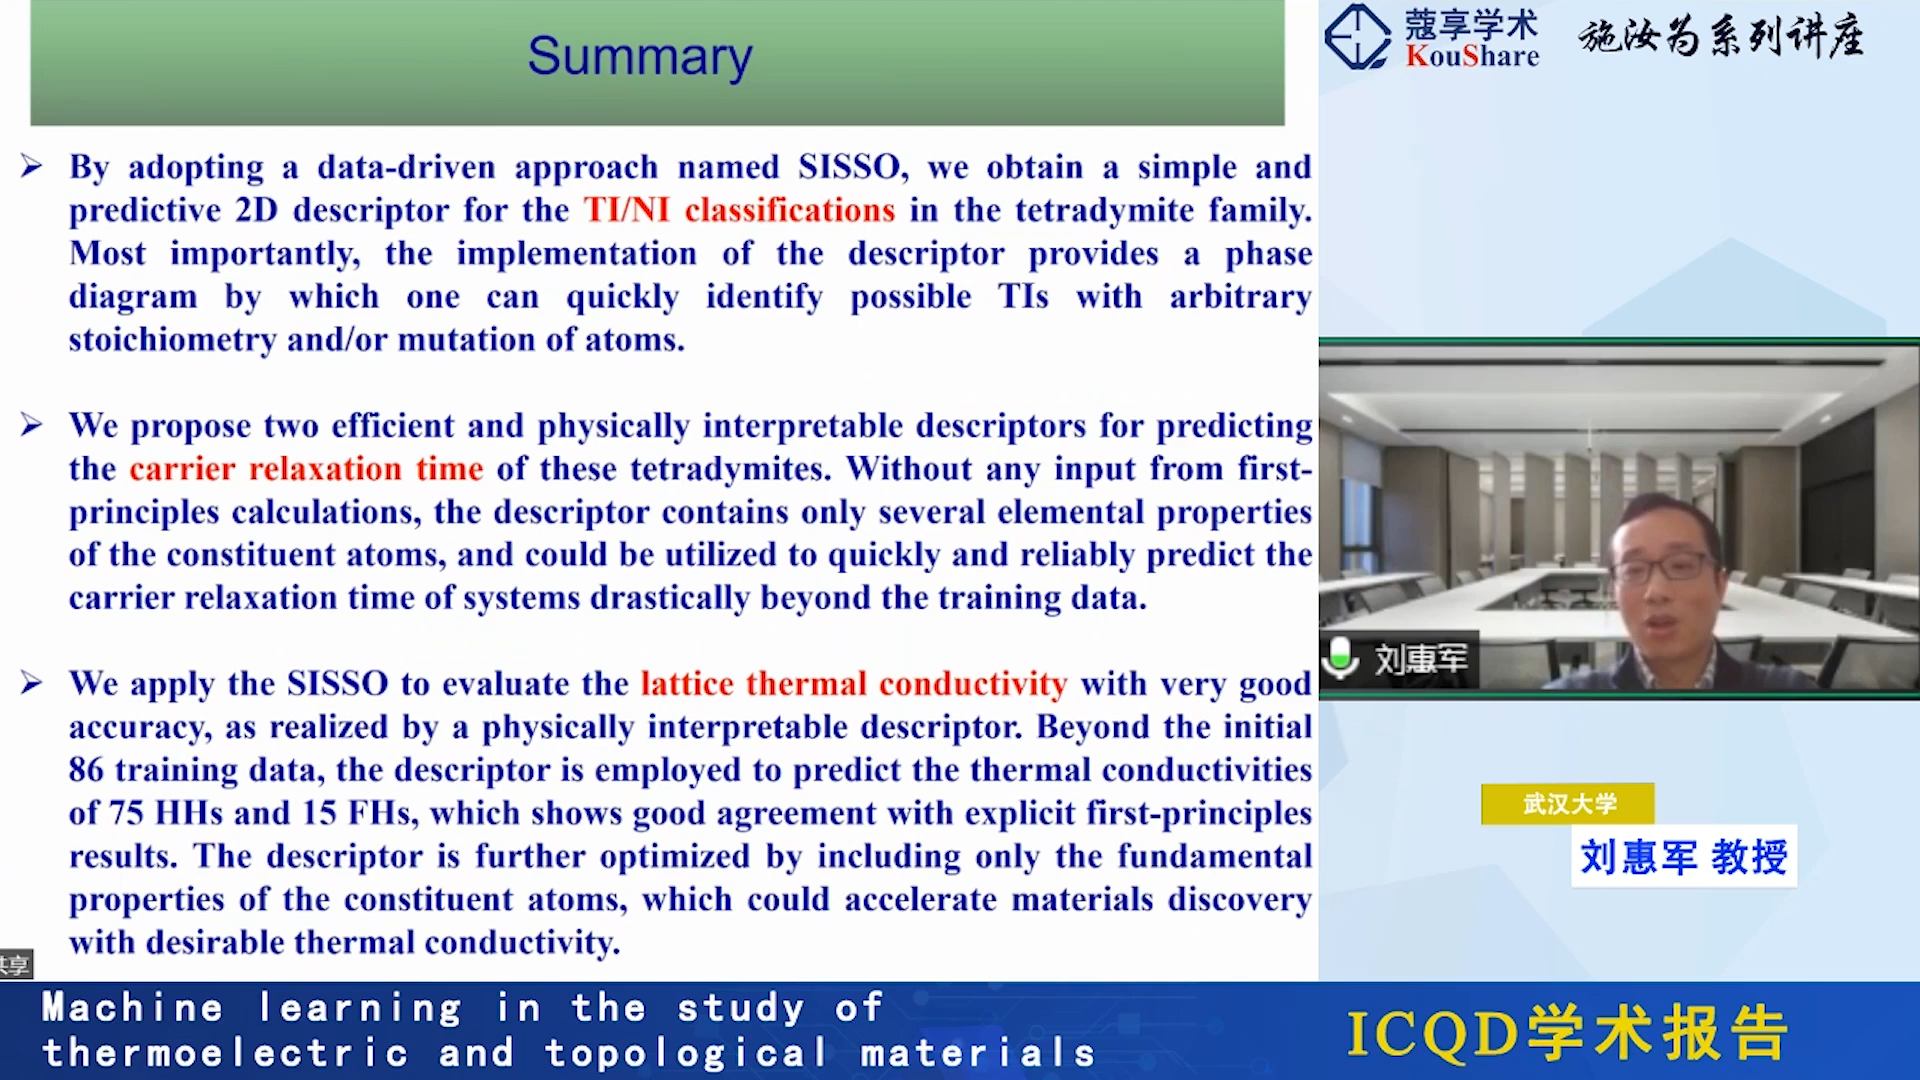 Summary
➢ By adopting a data-driven approach named SISSO, we obtain a simple and
predictive 2D descriptor for the TI/NI classifications in the tetradymite family.
Most importantly, the implementation of the descriptor provides a phase
diagram by which one can quickly identify possible TIs with arbitrary
stoichiometry and/or mutation of atoms.
➢ We propose two efficient and physically interpretable descriptors for predicting
the carrier relaxation time of these tetradymites. Without any input from first-
principles calculations, the descriptor contains only several elemental properties
of the constituent atoms, and could be utilized to quickly and reliably predict the
carrier relaxation time of systems drastically beyond the training data.
➢ We apply the SISSO to evaluate the lattice thermal conductivity with very good
accuracy, as realized by a physically interpretable descriptor. Beyond the initial
86 training data, the descriptor is employed to predict the thermal conductivities
of 75 HHs and 15 FHs, which shows good agreement with explicit first-principles
results. The descriptor is further optimized by including only the fundamental
properties of the constituent atoms, which could accelerate materials discovery
with desirable thermal conductivity.
共享
蔻享学术
KouShare
施汝为系列讲座
刘惠军
武汉大学
刘惠军 教授
Machine learning in the study of
thermoelectric and topological materials
ICQD学术报告